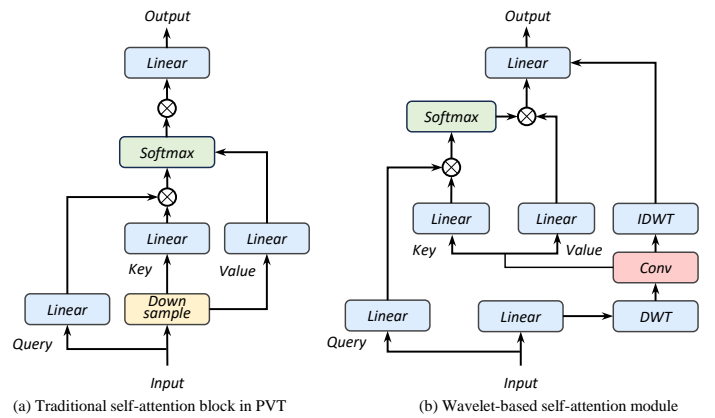 Output
Linear
Softmax
Linear
Linear
Key
Value
Linear
Down
sample
Query
Input
(a) Traditional self-attention block in PVT
Output
Linear
Softmax
Linear
Linear
IDWT
Key
Value
Conv
Linear
Linear
DWT
Query
Input
(b) Wavelet-based self-attention module